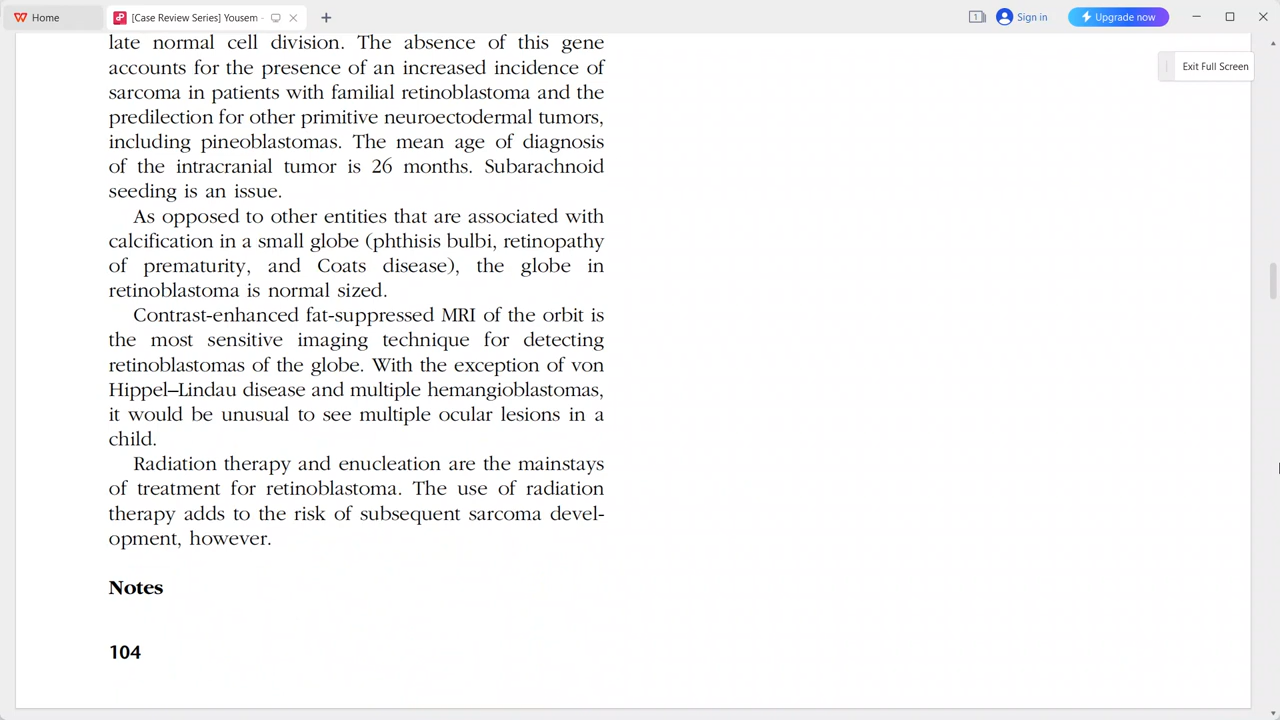 Home
[Case Review Series] Yousem -
1
Sign in
Upgrade now
Exit Full Screen
late normal cell division. The absence of this gene
accounts for the presence of an increased incidence of
sarcoma in patients with familial retinoblastoma and the
predilection for other primitive neuroectodermal tumors,
including pineoblastomas. The mean age of diagnosis
of the intracranial tumor is 26 months. Subarachnoid
seeding is an issue.
As opposed to other entities that are associated with
calcification in a small globe (phthisis bulbi, retinopathy
of prematurity, and Coats disease), the globe in
retinoblastoma is normal sized.
Contrast-enhanced fat-suppressed MRI of the orbit is
the most sensitive imaging technique for detecting
retinoblastomas of the globe. With the exception of von
Hippel–Lindau disease and multiple hemangioblastomas,
it would be unusual to see multiple ocular lesions in a
child.
Radiation therapy and enucleation are the mainstays
of treatment for retinoblastoma. The use of radiation
therapy adds to the risk of subsequent sarcoma devel-
opment, however.
Notes
104